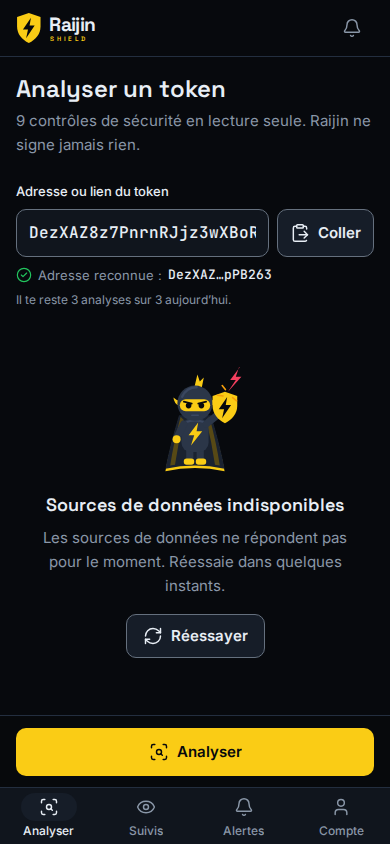 Raijin
SHIELD
Analyser un token
9 contrôles de sécurité en lecture seule. Raijin ne
signe jamais rien.
Adresse ou lien du token
DezXAZ8z7PnrnRJjz3wXBoR
Coller
Adresse reconnue : DezXAZ…pPB263
Il te reste 3 analyses sur 3 aujourd'hui.
Sources de données indisponibles
Les sources de données ne répondent pas
pour le moment. Réessaie dans quelques
instants.
Réessayer
Analyser
Analyser
Suivis
Alertes
Compte